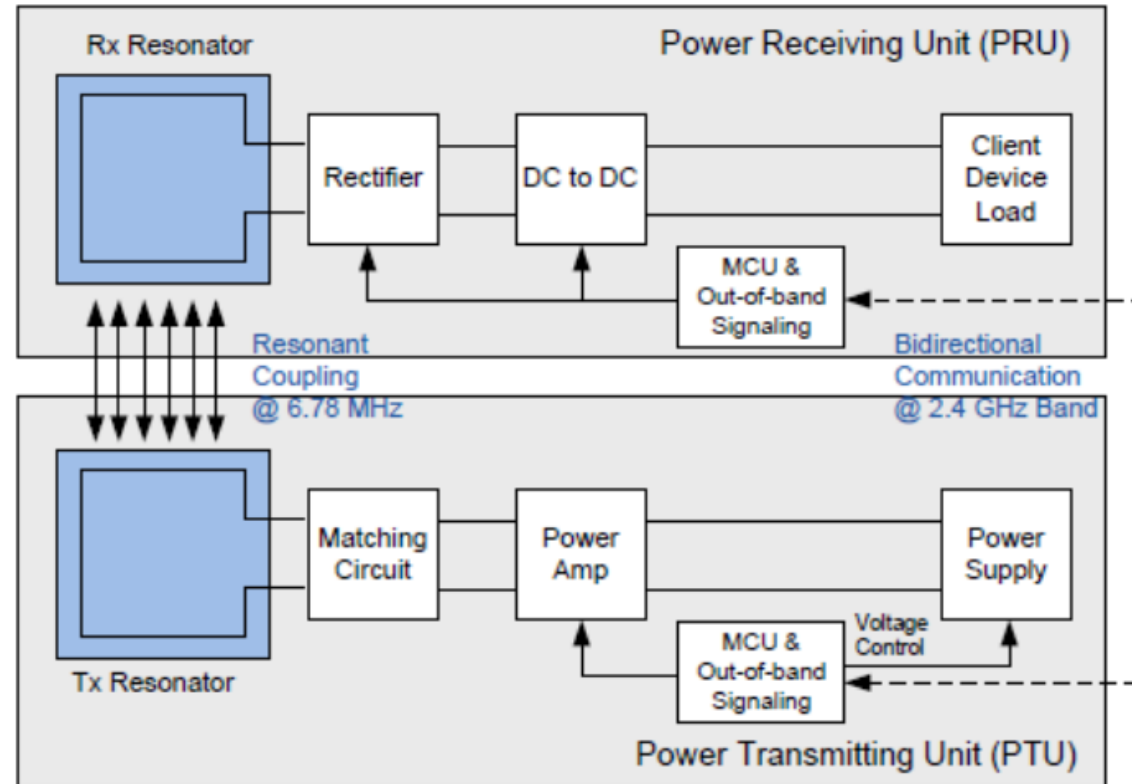 Rx Resonator
Power Receiving Unit (PRU)
Rectifier
DC to DC
Client
Device
Load
MCU &
Out-of-band
Signaling
Resonant
Coupling
@ 6.78 MHz
Bidirectional
Communication
@ 2.4 GHz Band
Matching
Circuit
Power
Amp
Power
Supply
Voltage
Control
MCU &
Out-of-band
Signaling
Tx Resonator
Power Transmitting Unit (PTU)